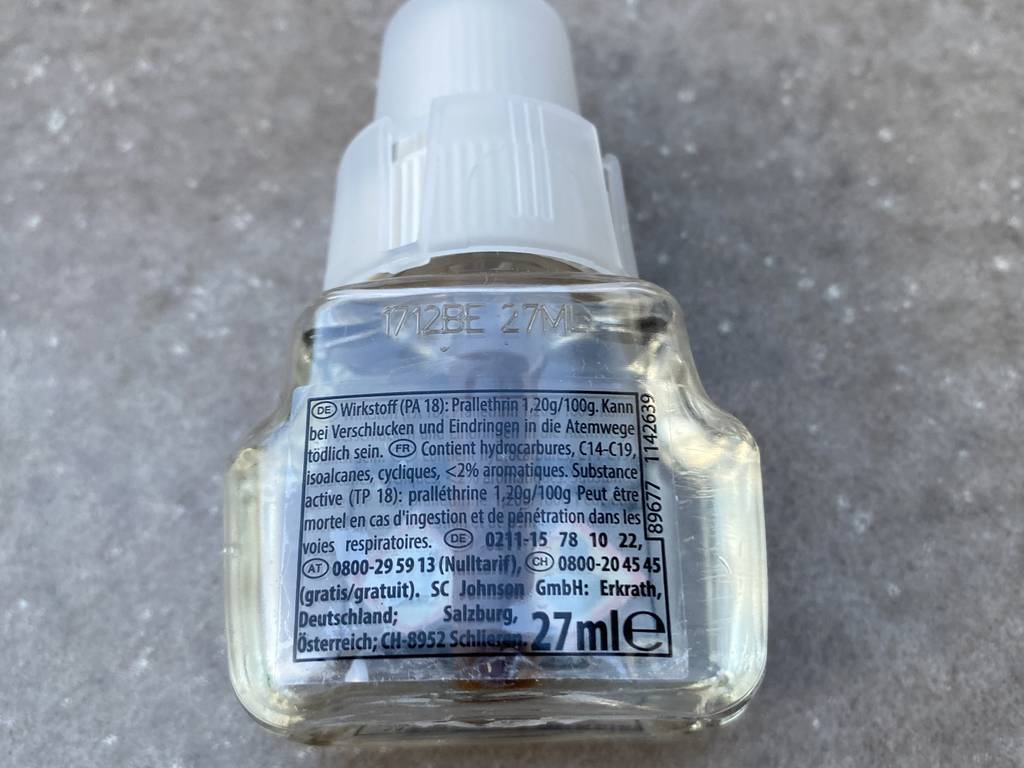 1712BE 27ML
DE Wirkstoff (PA 18): Prallethrin 1,20g/100g. Kann
bei Verschlucken und Eindringen in die Atemwege
tödlich sein. FR Contient hydrocarbures, C14-C19,
isoalcanes, cycliques, <2% aromatiques. Substance
active (TP 18): pralléthrine 1,20g/100g Peut être
mortel en cas d'ingestion et de pénétration dans les
voies respiratoires. DE 0211-15 78 10 22,
AT 0800-29 59 13 (Nulltarif), CH 0800-20 45 45
(gratis/gratuit). SC Johnson GmbH: Erkrath,
Deutschland; Salzburg,
Österreich; CH-8952 Schlieren. 27ml e
89677 1142639